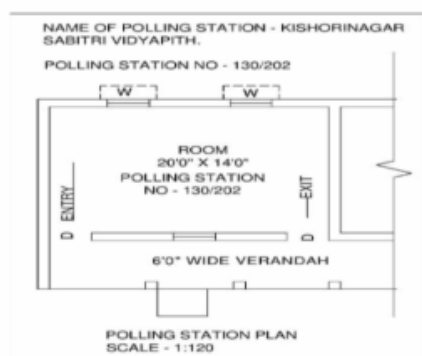 NAME OF POLLING STATION - KISHORINAGAR
SABITRI VIDYAPITH.
POLLING STATION NO - 130/202
W
W
ROOM
20'0" X 14'0"
POLLING STATION
NO - 130/202
ENTRY
EXIT
D
D
6'0" WIDE VERANDAH
POLLING STATION PLAN
SCALE - 1:120